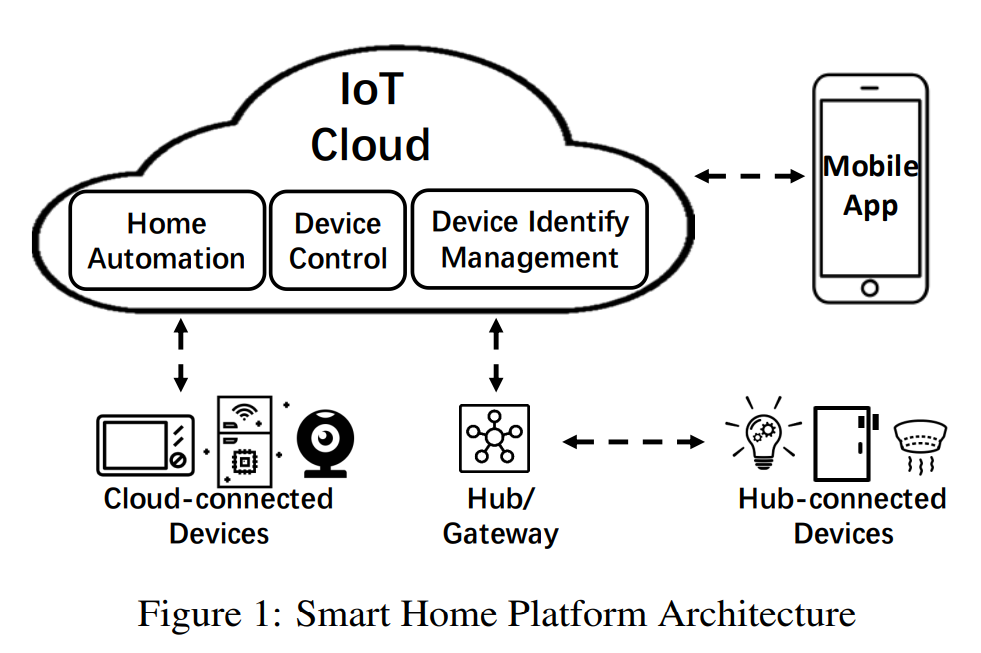 IoT
Cloud
Home
Automation
Device
Control
Device Identify
Management
Mobile
App
Cloud-connected
Devices
Hub/
Gateway
Hub-connected
Devices
Figure 1: Smart Home Platform Architecture